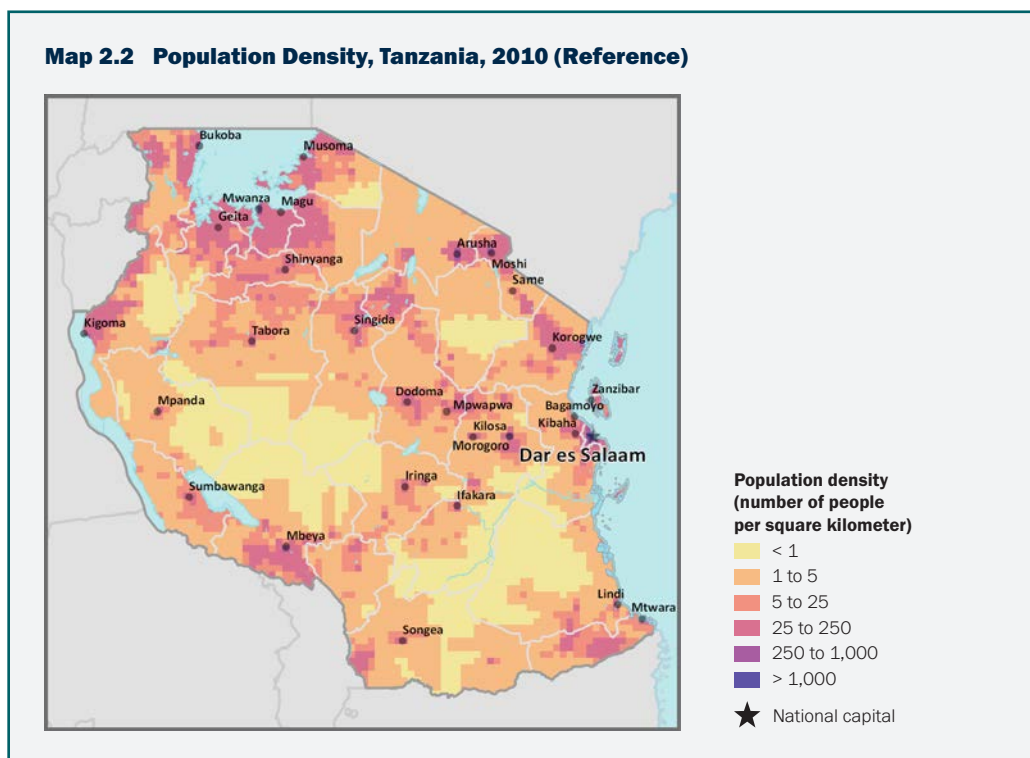 Map 2.2 Population Density, Tanzania, 2010 (Reference)
Bukoba
Musoma
Mwanza
Magu
Geita
Shinyanga
Arusha
Moshi
Same
Kigoma
Tabora
Singida
Korogwe
Mpanda
Dodoma
Mpwapwa
Zanzibar
Bagamoyo
Kilosa
Kibaha
Morogoro
Dar es Salaam
Sumbawanga
Iringa
Ifakara
Mbeya
Lindi
Mtwara
Songea
Population density
(number of people
per square kilometer)
< 1
1 to 5
5 to 25
25 to 250
250 to 1,000
> 1,000
National capital